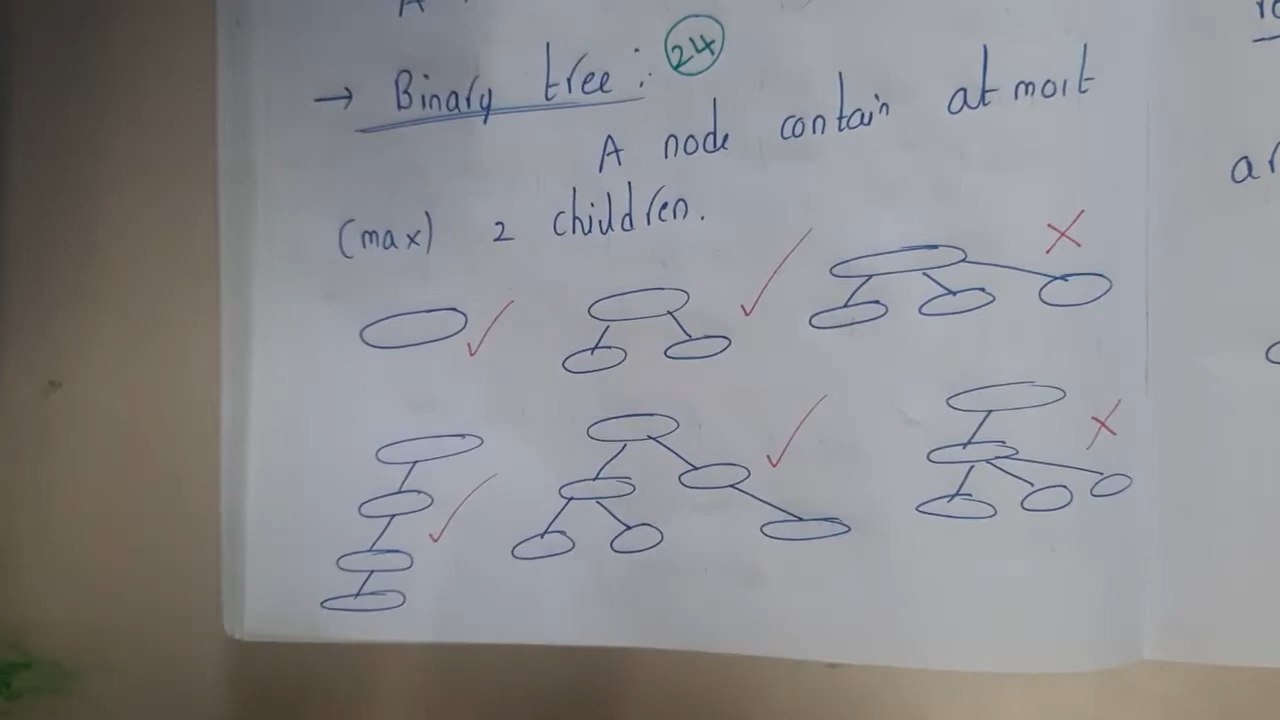 → Binary tree : 24
A node contain at most
(max) 2 children.